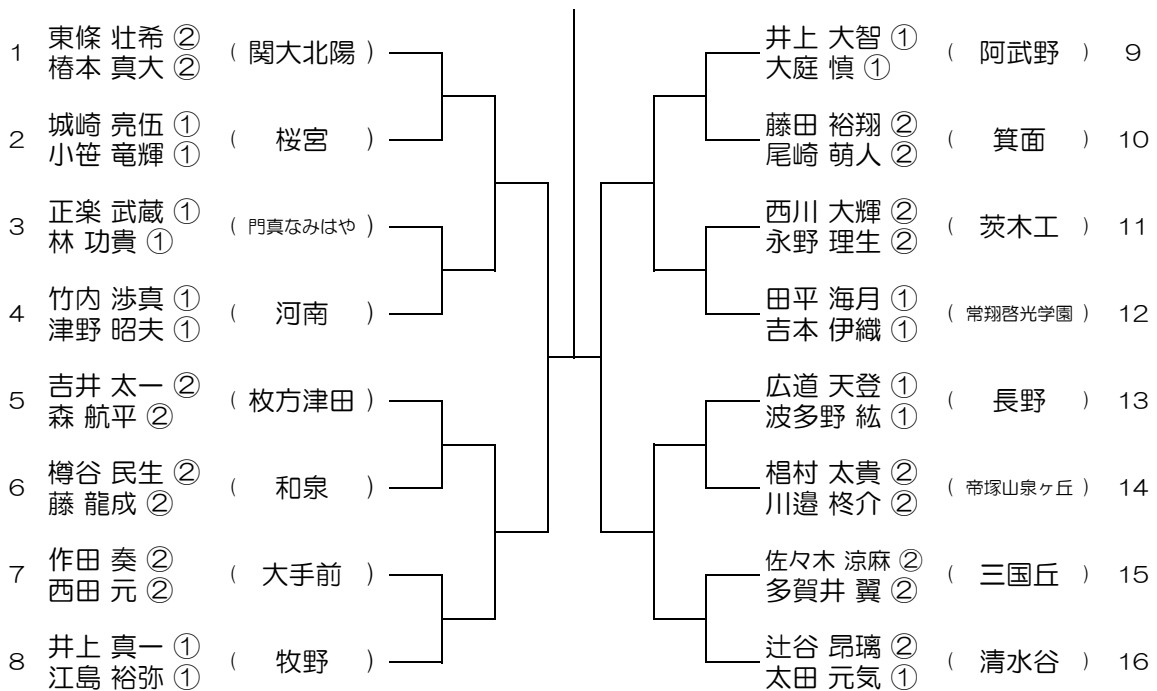 1 東條 壮希 ② ( 関大北陽 )
椿本 真大 ②
2 城崎 亮伍 ① ( 桜宮 )
小笹 竜輝 ①
3 正楽 武蔵 ① ( 門真なみはや )
林 功貴 ①
4 竹内 渉真 ① ( 河南 )
津野 昭夫 ①
5 吉井 太一 ② ( 枚方津田 )
森 航平 ②
6 樽谷 民生 ② ( 和泉 )
藤 龍成 ②
7 作田 奏 ② ( 大手前 )
西田 元 ②
8 井上 真一 ① ( 牧野 )
江島 裕弥 ①
井上 大智 ① ( 阿武野 ) 9
大庭 慎 ①
藤田 裕翔 ② ( 箕面 ) 10
尾崎 萌人 ②
西川 大輝 ② ( 茨木工 ) 11
永野 理生 ②
田平 海月 ① ( 常翔啓光学園 ) 12
吉本 伊織 ①
広道 天登 ① ( 長野 ) 13
波多野 紘 ①
椙村 太貴 ② ( 帝塚山泉ヶ丘 ) 14
川邉 柊介 ②
佐々木 涼麻 ② ( 三国丘 ) 15
多賀井 翼 ②
辻谷 昂璃 ② ( 清水谷 ) 16
太田 元気 ①